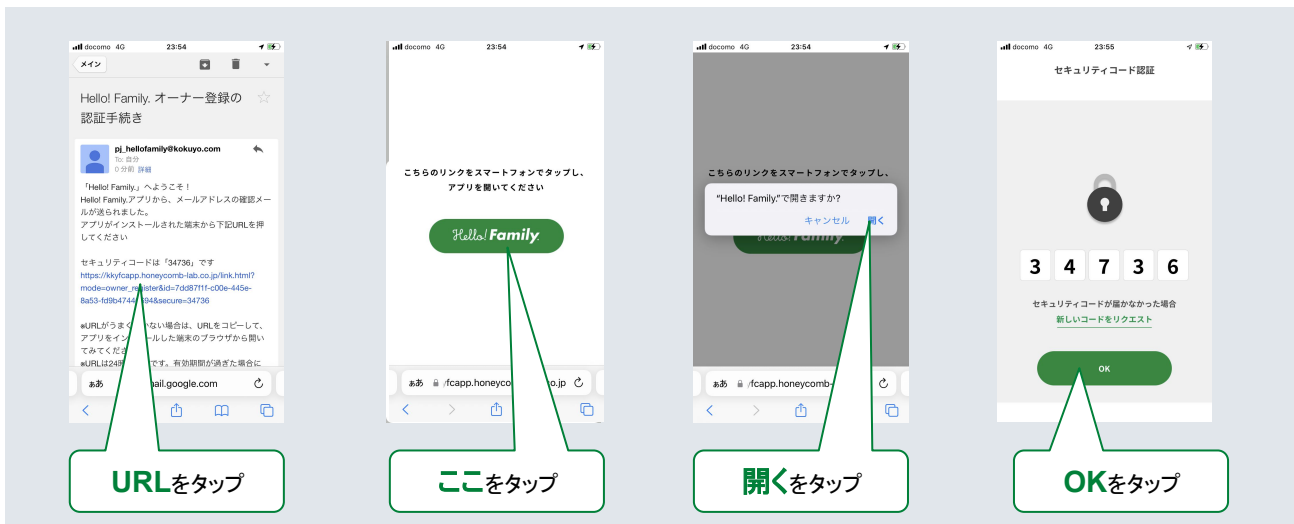 docomo 4G 23:54
メイン
Hello! Family. オーナー登録の
認証手続き
pj_hellofamily@kokuyo.com
To: 自分
0 分前 詳細
「Hello! Family.」へようこそ！
Hello! Family.アプリから、メールアドレスの確認メー
ルが送られました。
アプリがインストールされた端末から下記URLを押
してください
セキュリティコードは「34736」です
https://kkyfcapp.honeycomb-lab.co.jp/link.html?
mode=owner_register&id=7dd87f1f-c00e-445e-
8a53-fd9b4744 594&secure=34736
※URLがうまく かない場合は、URLをコピーして、
アプリをイン ールした端末のブラウザから開い
てみてくださ
※URLは24時 です。有効期間が過ぎた場合に
ぁあ ail.google.com
URLをタップ
docomo 4G 23:54
こちらのリンクをスマートフォンでタップし、
アプリを開いてください
Hello! Family.
ぁあ /fcapp.honeyco o.jp
ここをタップ
docomo 4G 23:54
こちらのリンクをスマートフォンでタップし、
"Hello! Family."で開きますか?
キャンセル 開く
Hello! Family.
ぁあ /fcapp.honeycomb-
開くをタップ
docomo 4G 23:55
セキュリティコード認証
3 4 7 3 6
セキュリティコードが届かなかった場合
新しいコードをリクエスト
OK
OKをタップ